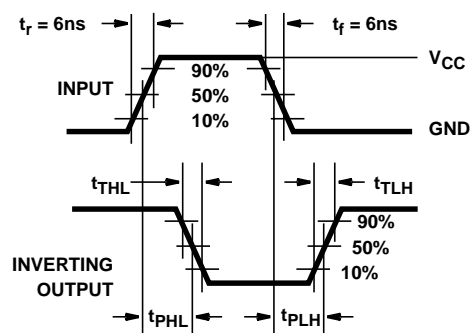 tr = 6ns
tf = 6ns
VCC
90%
INPUT
50%
10%
GND
tTHL
tTLH
90%
50%
INVERTING
OUTPUT
10%
tPHL
tPLH